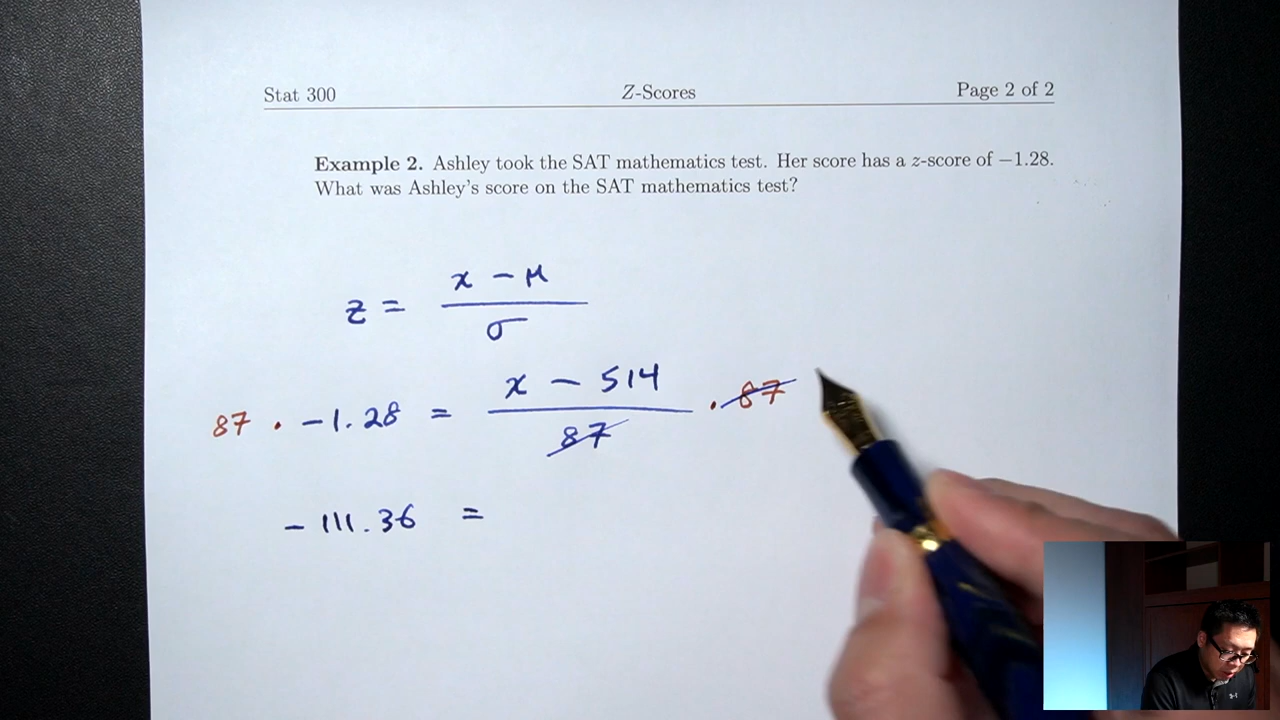 Stat 300 Z-Scores Page 2 of 2
Example 2. Ashley took the SAT mathematics test. Her score has a z-score of −1.28.
What was Ashley's score on the SAT mathematics test?
z = x − μ
σ
87 · −1.28 = x − 514 · 87
87
− 111.36 =